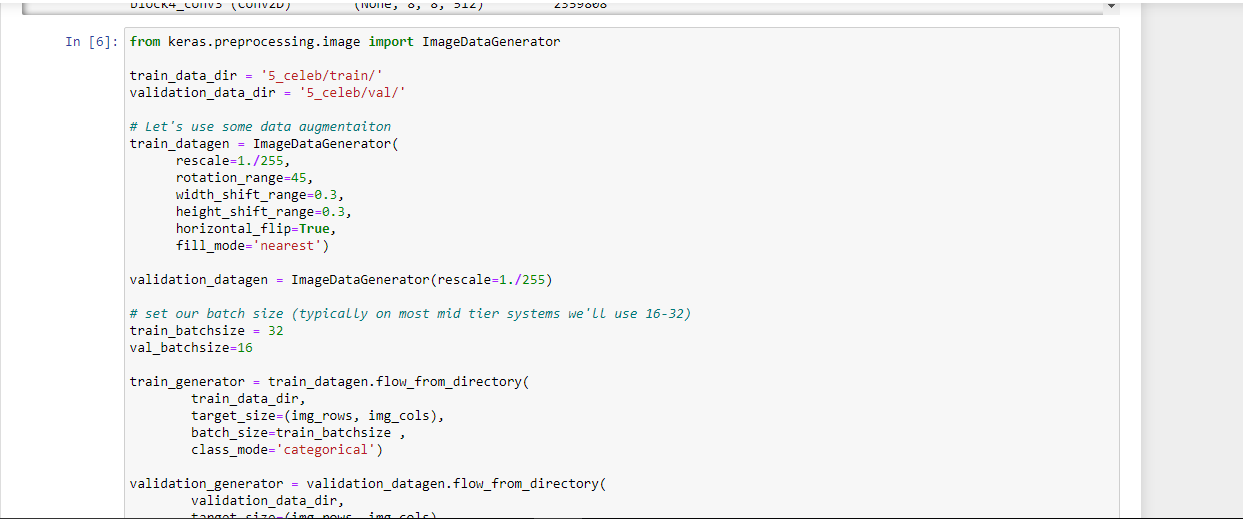 block4_conv3 (Conv2D) (None, 8, 8, 512) 2359808
In [6]: from keras.preprocessing.image import ImageDataGenerator
train_data_dir = '5_celeb/train/'
validation_data_dir = '5_celeb/val/'
# Let's use some data augmentaiton
train_datagen = ImageDataGenerator(
rescale=1./255,
rotation_range=45,
width_shift_range=0.3,
height_shift_range=0.3,
horizontal_flip=True,
fill_mode='nearest')
validation_datagen = ImageDataGenerator(rescale=1./255)
# set our batch size (typically on most mid tier systems we'll use 16-32)
train_batchsize = 32
val_batchsize=16
train_generator = train_datagen.flow_from_directory(
train_data_dir,
target_size=(img_rows, img_cols),
batch_size=train_batchsize ,
class_mode='categorical')
validation_generator = validation_datagen.flow_from_directory(
validation_data_dir,
target_size=(img_rows, img_cols)